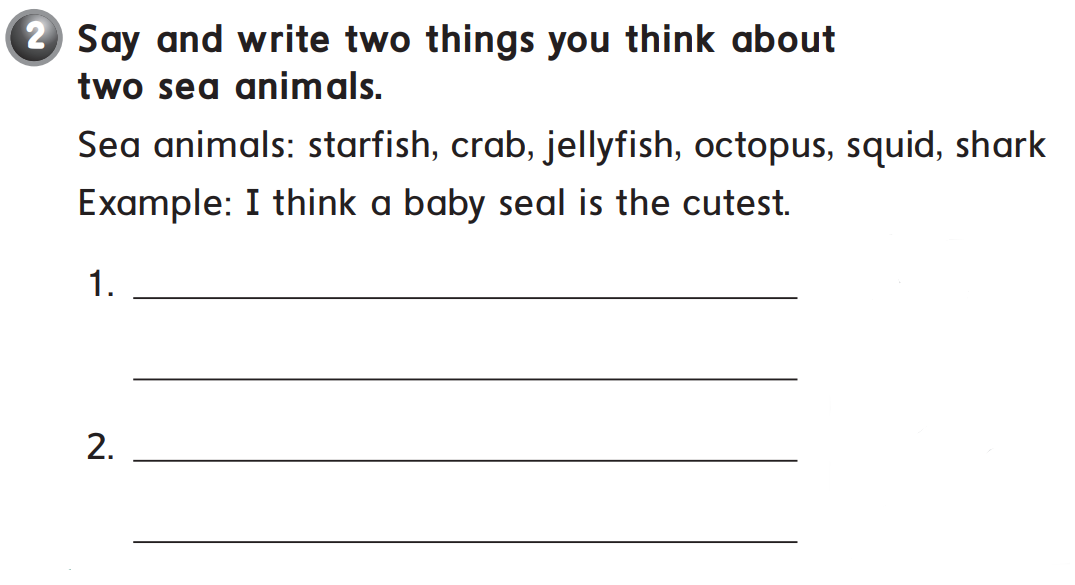 2 Say and write two things you think about
two sea animals.
Sea animals: starfish, crab, jellyfish, octopus, squid, shark
Example: I think a baby seal is the cutest.
1.
2.